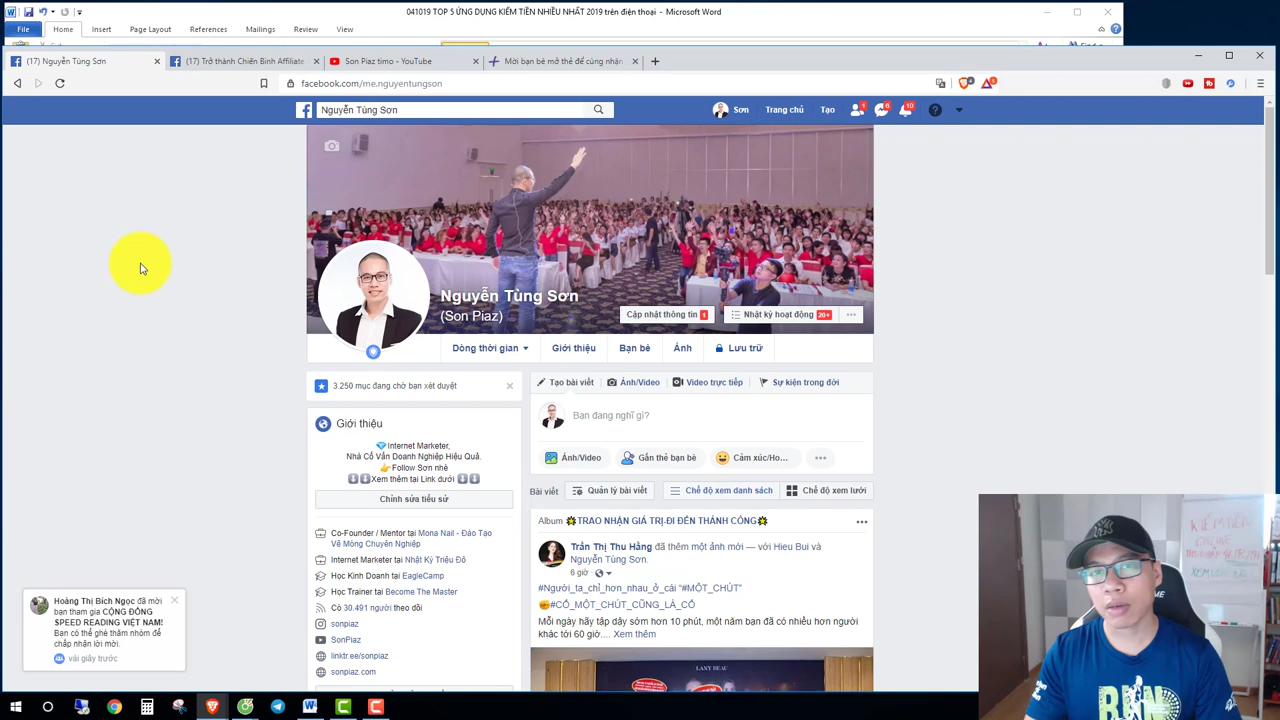 041019 TOP 5 ỨNG DỤNG KIẾM TIỀN NHIỀU NHẤT 2019 trên điện thoại - Microsoft Word
File Home Insert Page Layout References Mailings Review View
(17) Nguyễn Tùng Sơn
(17) Trở thành Chiến Binh Affiliate
Son Piaz timo - YouTube
Mời bạn bè mở thẻ để cùng nhận
facebook.com/me.nguyentungson
Nguyễn Tùng Sơn
Sơn Trang chủ Tạo 1 6 10
Nguyễn Tùng Sơn
(Son Piaz)
Cập nhật thông tin 1
Nhật ký hoạt động 20+
Dòng thời gian Giới thiệu Bạn bè Ảnh Lưu trữ
3.250 mục đang chờ bạn xét duyệt
Giới thiệu
💎Internet Marketer,
Nhà Cố Vấn Doanh Nghiệp Hiệu Quả.
👉Follow Sơn nhé
⬇⬇Xem thêm tại Link dưới ⬇⬇
Chỉnh sửa tiểu sử
Co-Founder / Mentor tại Mona Nail - Đào Tạo
Vẽ Móng Chuyên Nghiệp
Internet Marketer tại Nhật Ký Triệu Đô
Học Kinh Doanh tại EagleCamp
Học Trainer tại Become The Master
Có 30.491 người theo dõi
sonpiaz
SonPiaz
linktr.ee/sonpiaz
sonpiaz.com
Tạo bài viết Ảnh/Video Video trực tiếp Sự kiện trong đời
Bạn đang nghĩ gì?
Ảnh/Video Gắn thẻ bạn bè Cảm xúc/Ho...
Bài viết Quản lý bài viết Chế độ xem danh sách Chế độ xem lưới
Album 💥TRAO NHẬN GIÁ TRỊ-ĐI ĐẾN THÀNH CÔNG💥
Trần Thị Thu Hằng đã thêm một ảnh mới — với Hieu Bui và
Nguyễn Tùng Sơn.
6 giờ
#Người_ta_chỉ_hơn_nhau_ở_cái "#MỘT_CHÚT"
✊#CỐ_MỘT_CHÚT_CŨNG_LÀ_CỐ
Mỗi ngày hãy tập dậy sớm hơn 10 phút, một năm bạn đã có nhiều hơn người
khác tới 60 giờ.... Xem thêm
LANY BEAU
Hoàng Thị Bích Ngọc đã mời
bạn tham gia CỘNG ĐỒNG
SPEED READING VIỆT NAM!
Bạn có thể ghé thăm nhóm để
chấp nhận lời mời.
vài giây trước
KIẾM TIỀN
ONLINE
RUN